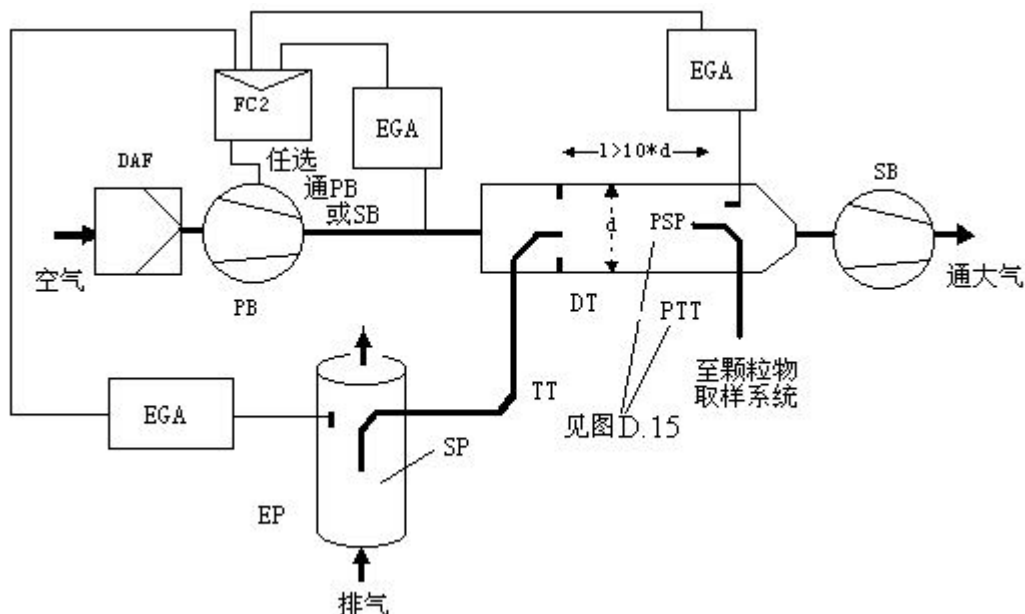 EGA
FC2
EGA
DAF
任选
通PB
或SB
l>10*d
SB
d
PSP
空气
PB
DT
PTT
通大气
至颗粒物
取样系统
TT
见图D.15
EGA
SP
EP
排气